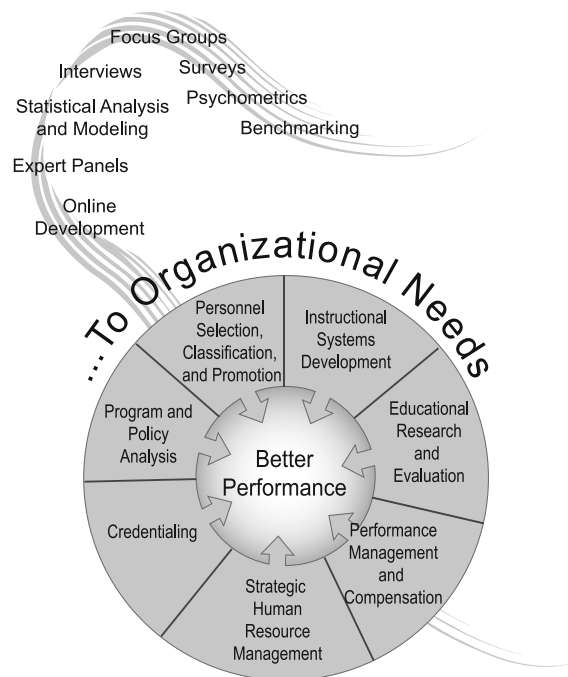 Focus Groups
Interviews
Surveys
Psychometrics
Statistical Analysis
and Modeling
Benchmarking
Expert Panels
Online
Development
...To Organizational Needs
Personnel
Selection,
Classification,
and Promotion
Instructional
Systems
Development
Educational
Research
and
Evaluation
Performance
Management
and
Compensation
Strategic
Human
Resource
Management
Credentialing
Program and
Policy
Analysis
Better
Performance